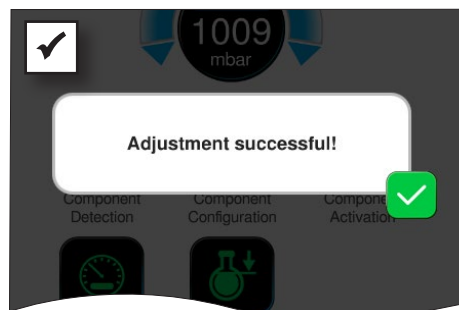 1009
mbar
Adjustment successful!
Component Component Compone
Detection Configuration Activation